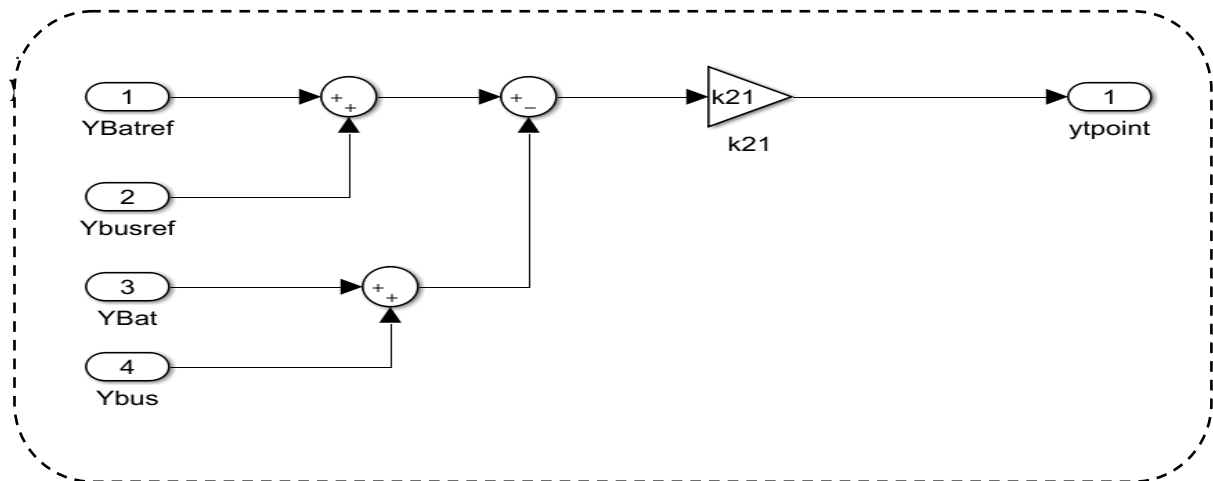 1
YBatref
+
+
+
−
k21
k21
1
ytpoint
2
Ybusref
3
YBat
+
+
4
Ybus